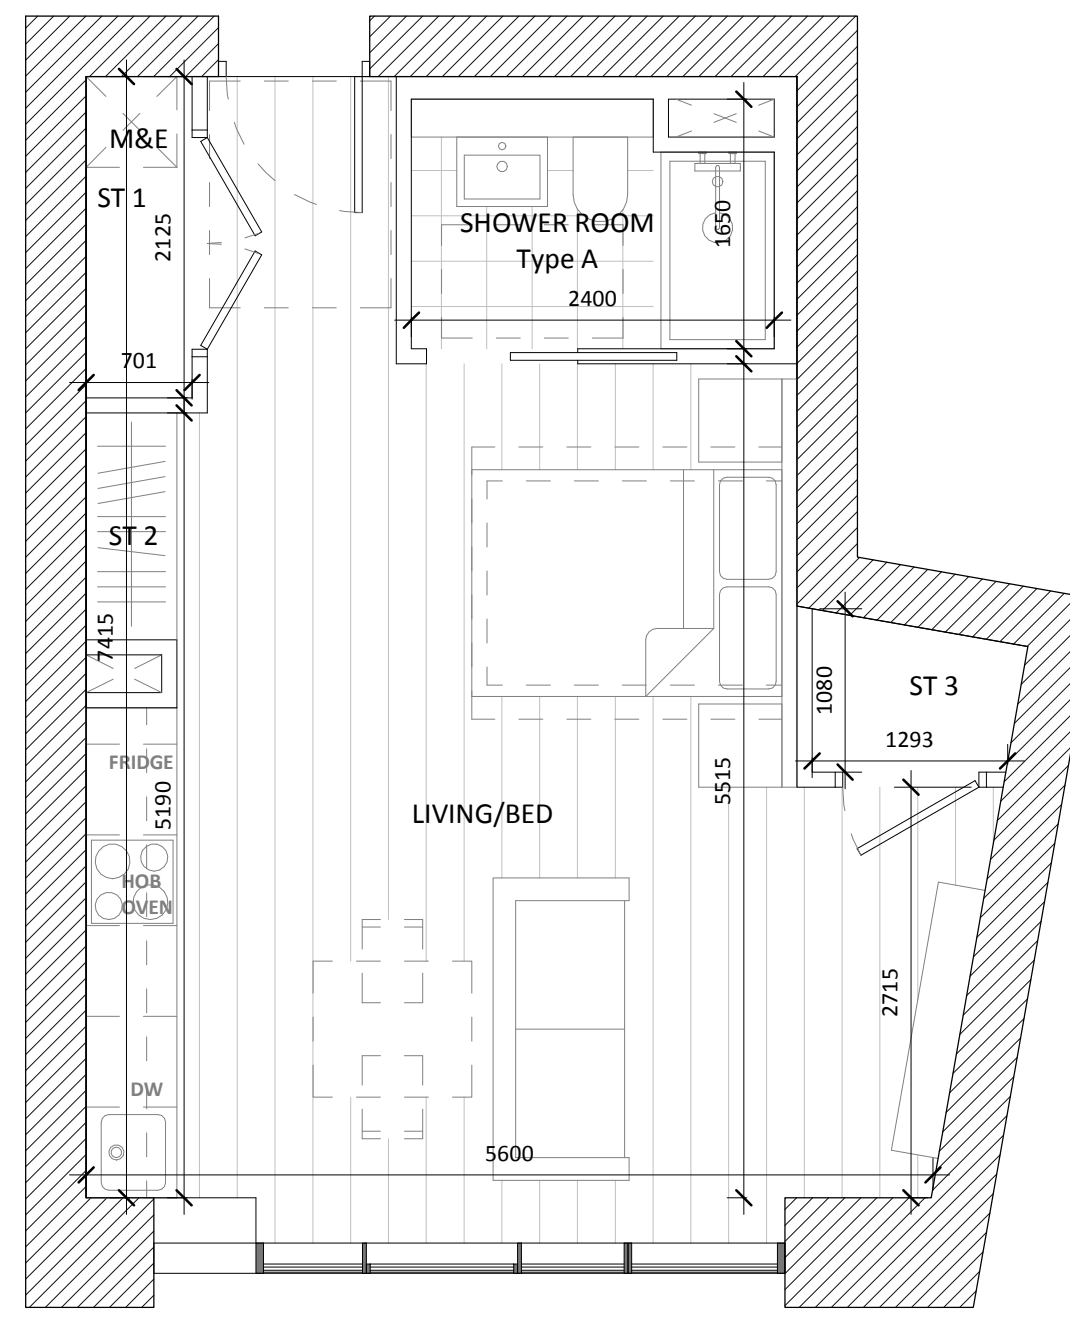 M&E
ST 1
2125
SHOWER ROOM
Type A
1650
2400
701
ST 2
7415
1080
ST 3
1293
FRIDGE
5190
5515
LIVING/BED
HOB
OVEN
2715
DW
5600